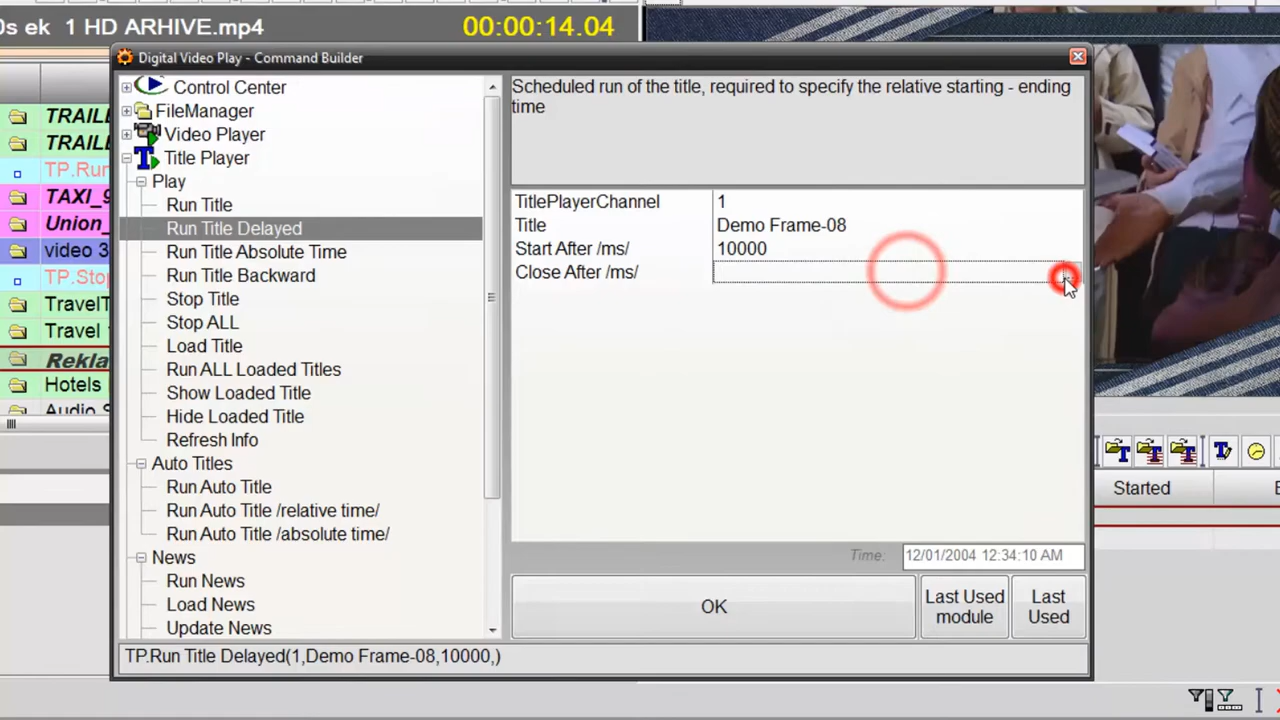 0s ek 1 HD ARHIVE.mp4
00:00:14.04
Digital Video Play - Command Builder
Control Center
FileManager
Video Player
Title Player
Play
Run Title
Run Title Delayed
Run Title Absolute Time
Run Title Backward
Stop Title
Stop ALL
Load Title
Run ALL Loaded Titles
Show Loaded Title
Hide Loaded Title
Refresh Info
Auto Titles
Run Auto Title
Run Auto Title /relative time/
Run Auto Title /absolute time/
News
Run News
Load News
Update News
Scheduled run of the title, required to specify the relative starting - ending
time
TitlePlayerChannel 1
Title Demo Frame-08
Start After /ms/ 10000
Close After /ms/
Time: 12/01/2004 12:34:10 AM
OK
Last Used
module
Last
Used
TP.Run Title Delayed(1,Demo Frame-08,10000,)
TRAILE
TRAILE
TP.Run
TAXI_9
Union_
video 3
TP.Stop
TravelT
Travel t
Rekla
Hotels
Audio S
Started
E